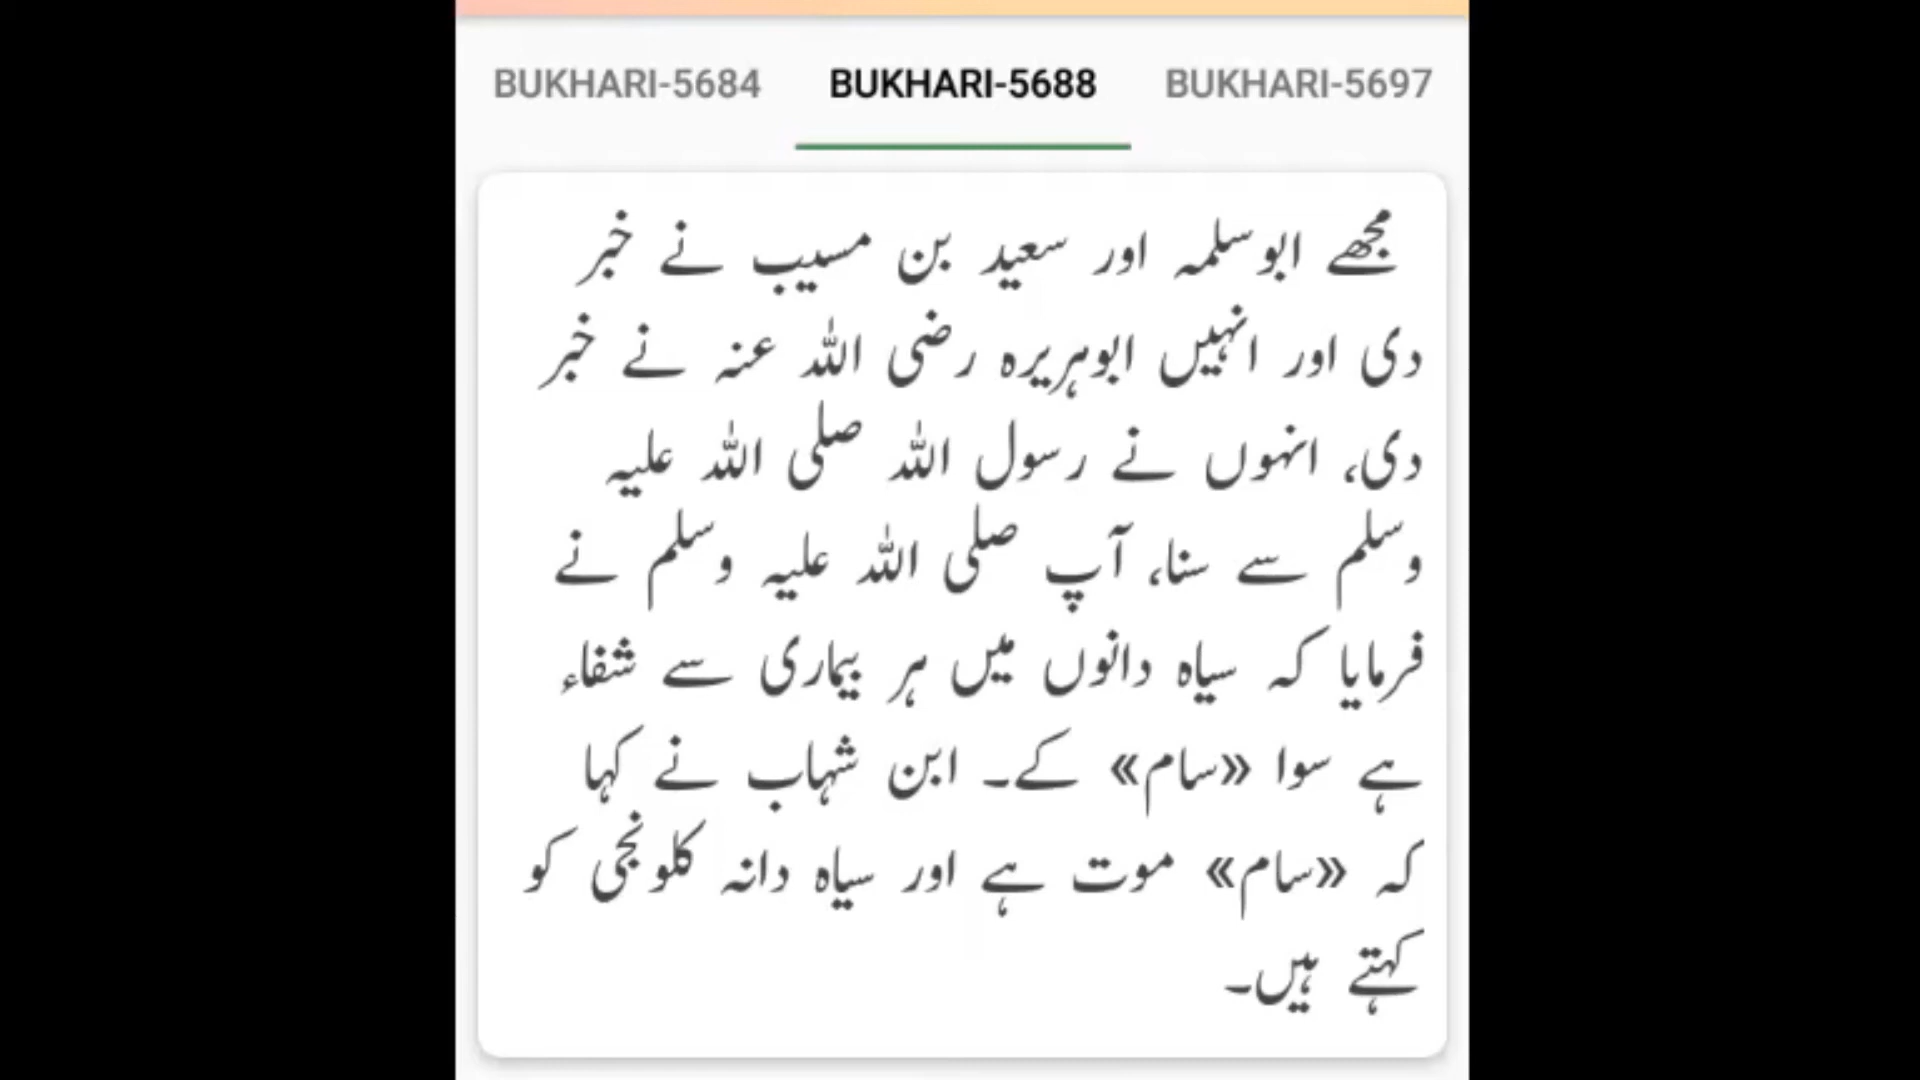 BUKHARI-5684 BUKHARI-5688 BUKHARI-5697
مجھے ابوسلمہ اور سعید بن مسیب نے خبر
دی اور انہیں ابوہریرہ رضی اللہ عنہ نے خبر
دی، انہوں نے رسول اللہ صلی اللہ علیہ
وسلم سے سنا، آپ صلی اللہ علیہ وسلم نے
فرمایا کہ سیاہ دانوں میں ہر بیماری سے شفاء
ہے سوا «سام» کے۔ ابن شہاب نے کہا
کہ «سام» موت ہے اور سیاہ دانہ کلونجی کو
کہتے ہیں۔